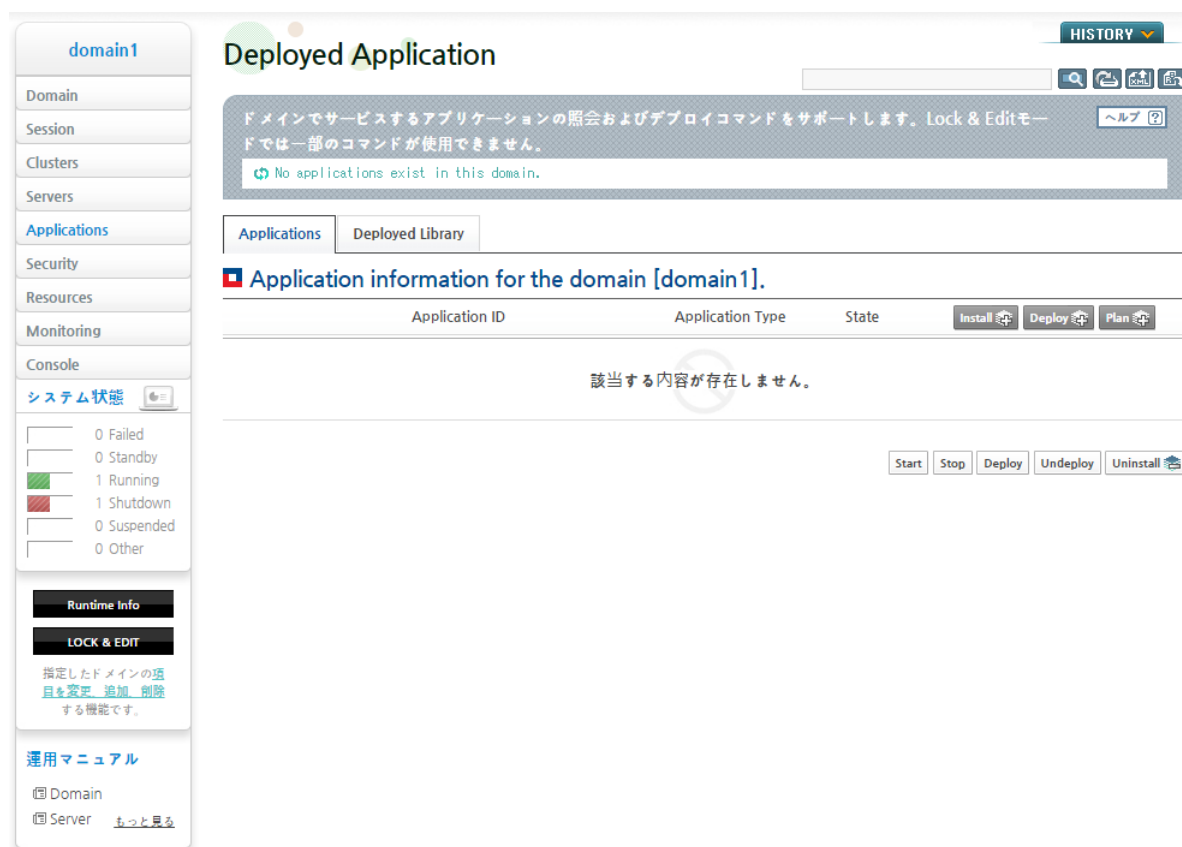 domain1
Domain
Session
Clusters
Servers
Applications
Security
Resources
Monitoring
Console
システム状態
0 Failed
0 Standby
1 Running
1 Shutdown
0 Suspended
0 Other
Runtime Info
LOCK & EDIT
指定したドメインの項
目を変更、追加、削除
する機能です。
運用マニュアル
Domain
Server もっと見る
HISTORY
Deployed Application
XML
ドメインでサービスするアプリケーションの照会およびデプロイコマンドをサポートします。Lock & Editモー
ドでは一部のコマンドが使用できません。
ヘルプ ?
No applications exist in this domain.
Applications Deployed Library
Application information for the domain [domain1].
Application ID Application Type State Install Deploy Plan
該当する内容が存在しません。
Start Stop Deploy Undeploy Uninstall